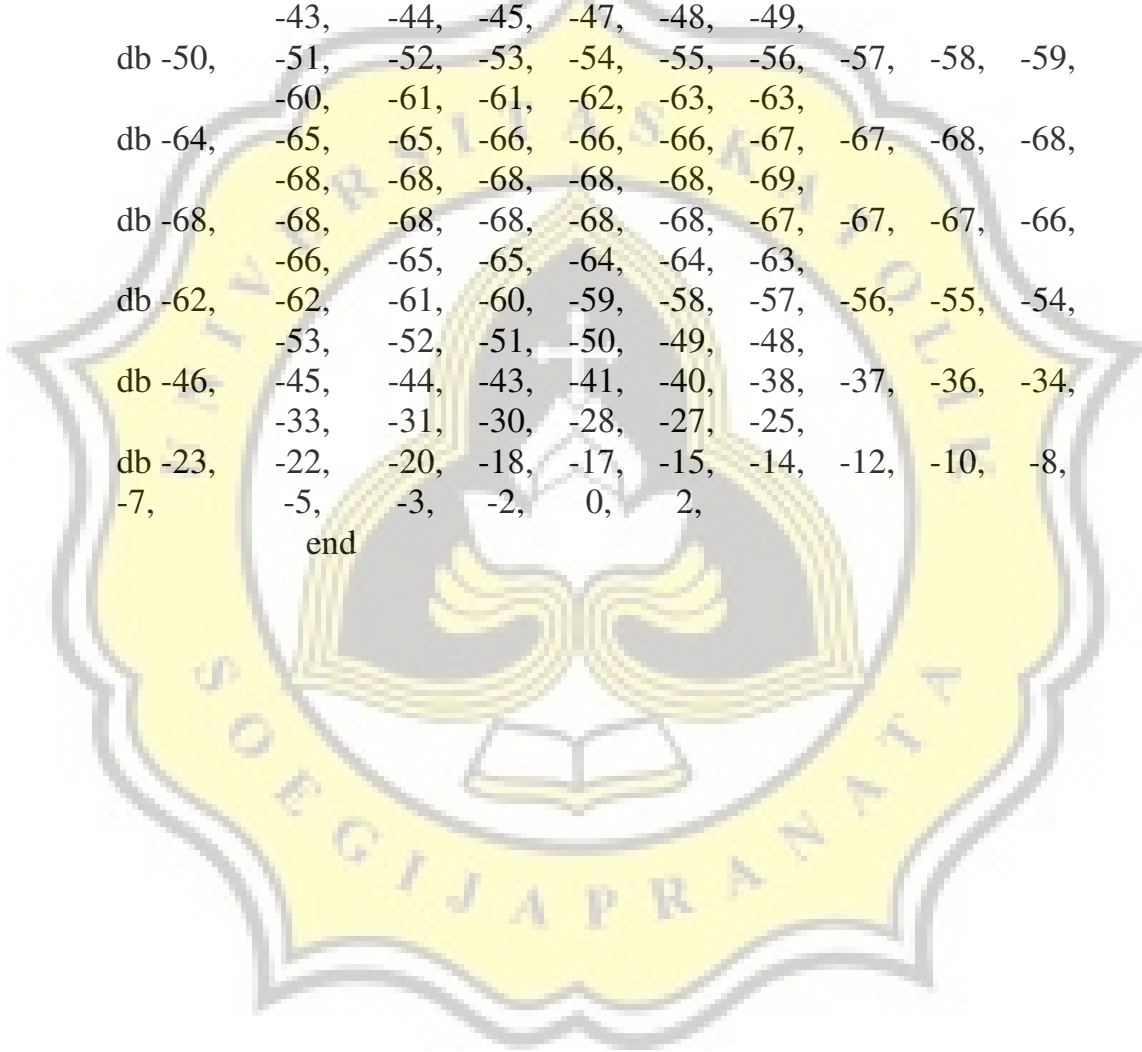 -43, -44, -45, -47, -48, -49,
db -50, -51, -52, -53, -54, -55, -56, -57, -58, -59,
-60, -61, -61, -62, -63, -63,
db -64, -65, -65, -66, -66, -66, -67, -67, -68, -68,
-68, -68, -68, -68, -68, -69,
db -68, -68, -68, -68, -68, -68, -67, -67, -67, -66,
-66, -65, -65, -64, -64, -63,
db -62, -62, -61, -60, -59, -58, -57, -56, -55, -54,
-53, -52, -51, -50, -49, -48,
db -46, -45, -44, -43, -41, -40, -38, -37, -36, -34,
-33, -31, -30, -28, -27, -25,
db -23, -22, -20, -18, -17, -15, -14, -12, -10, -8,
-7, -5, -3, -2, 0, 2,
end
UNIVERSITAS KATOLIK
SOEGIJAPRANATA